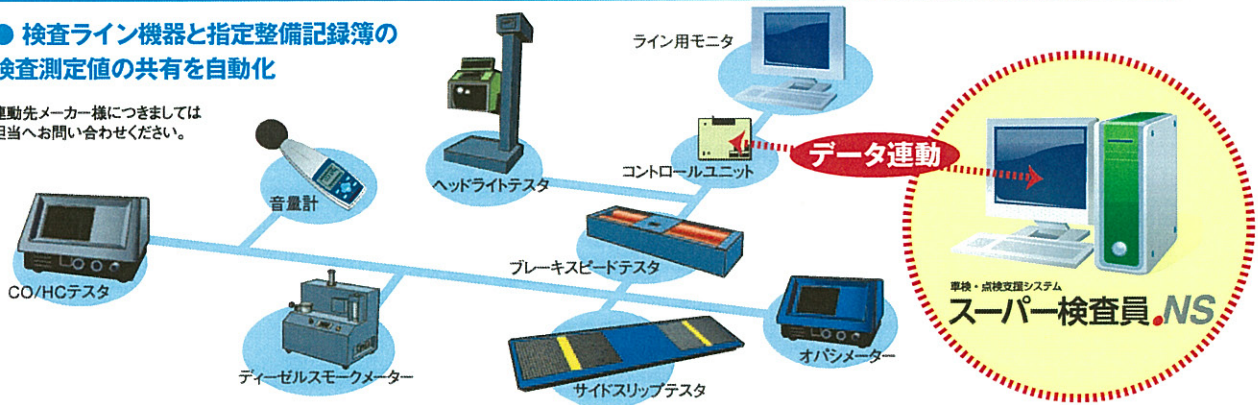 ● 検査ライン機器と指定整備記録簿の
検査測定値の共有を自動化
連動先メーカー様につきましては
担当へお問い合わせください。
ライン用モニタ
ヘッドライトテスタ
コントロールユニット
データ連動
音量計
CO/HCテスタ
ブレーキスピードテスタ
ディーゼルスモークメーター
サイドスリップテスタ
オパシメーター
車検・点検支援システム
スーパー検査員.NS